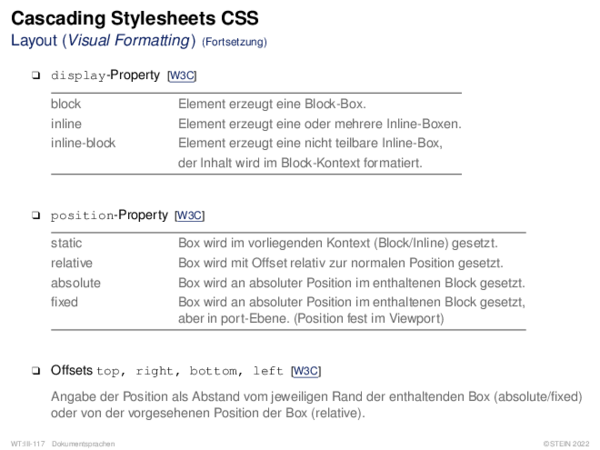 Cascading Stylesheets CSS
Layout (Visual Formatting) (Fortsetzung)
❑ display-Property [W3C]
block Element erzeugt eine Block-Box.
inline Element erzeugt eine oder mehrere Inline-Boxen.
inline-block Element erzeugt eine nicht teilbare Inline-Box,
der Inhalt wird im Block-Kontext formatiert.
❑ position-Property [W3C]
static Box wird im vorliegenden Kontext (Block/Inline) gesetzt.
relative Box wird mit Offset relativ zur normalen Position gesetzt.
absolute Box wird an absoluter Position im enthaltenen Block gesetzt.
fixed Box wird an absoluter Position im enthaltenen Block gesetzt,
aber in port-Ebene. (Position fest im Viewport)
❑ Offsets top, right, bottom, left [W3C]
Angabe der Position als Abstand vom jeweiligen Rand der enthaltenden Box (absolute/fixed)
oder von der vorgesehenen Position der Box (relative).
WT:III-117 Dokumentsprachen ©STEIN 2022